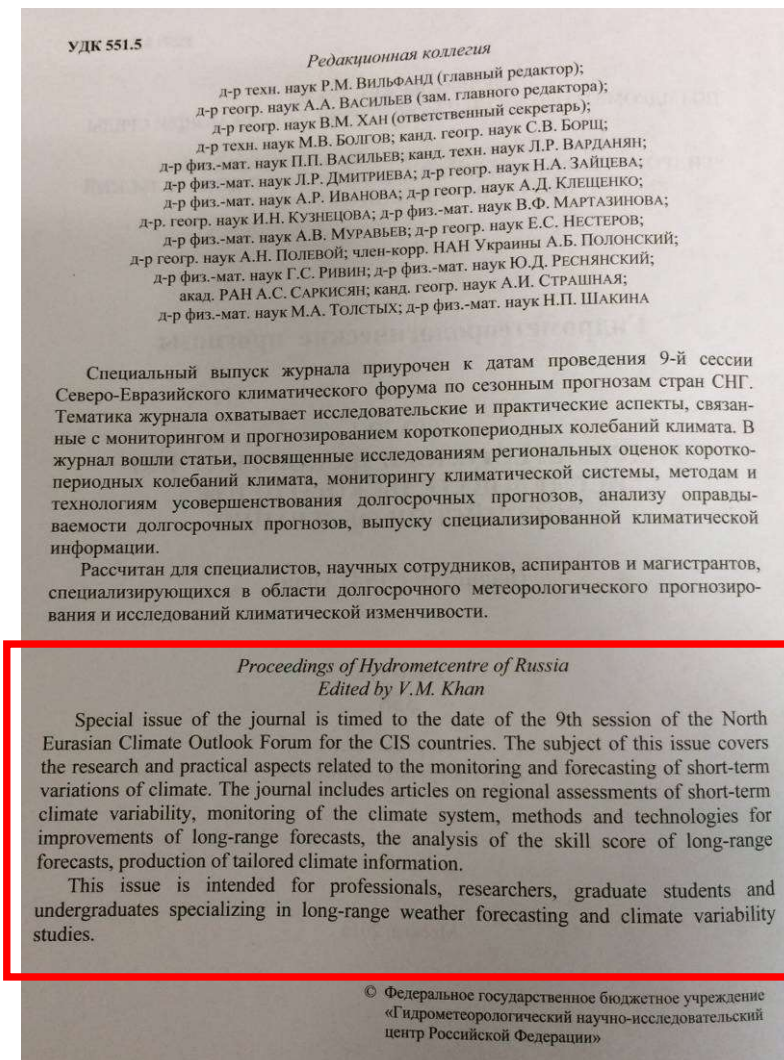 УДК 551.5
Редакционная коллегия
д-р техн. наук Р.М. ВИЛЬФАНД (главный редактор);
д-р геогр. наук А.А. ВАСИЛЬЕВ (зам. главного редактора);
д-р геогр. наук В.М. ХАН (ответственный секретарь);
д-р техн. наук М.В. БОЛГОВ; канд. геогр. наук С.В. БОРЩ;
д-р физ.-мат. наук П.П. ВАСИЛЬЕВ; канд. техн. наук Л.Р. ВАРДАНЯН;
д-р физ.-мат. наук Л.Р. ДМИТРИЕВА; д-р геогр. наук Н.А. ЗАЙЦЕВА;
д-р физ.-мат. наук А.Р. ИВАНОВА; д-р геогр. наук А.Д. КЛЕЩЕНКО;
д-р. геогр. наук И.Н. КУЗНЕЦОВА; д-р физ.-мат. наук В.Ф. МАРТАЗИНОВА;
д-р физ.-мат. наук А.В. МУРАВЬЕВ; д-р геогр. наук Е.С. НЕСТЕРОВ;
д-р геогр. наук А.Н. ПОЛЕВОЙ; член-корр. НАН Украины А.Б. ПОЛОНСКИЙ;
д-р физ.-мат. наук Г.С. РИВИН; д-р физ.-мат. наук Ю.Д. РЕСНЯНСКИЙ;
акад. РАН А.С. САРКИСЯН; канд. геогр. наук А.И. СТРАШНАЯ;
д-р физ.-мат. наук М.А. ТОЛСТЫХ; д-р физ.-мат. наук Н.П. ШАКИНА
Специальный выпуск журнала приурочен к датам проведения 9-й сессии
Северо-Евразийского климатического форума по сезонным прогнозам стран СНГ.
Тематика журнала охватывает исследовательские и практические аспекты, связан-
ные с мониторингом и прогнозированием короткопериодных колебаний климата. В
журнал вошли статьи, посвященные исследованиям региональных оценок коротко-
периодных колебаний климата, мониторингу климатической системы, методам и
технологиям усовершенствования долгосрочных прогнозов, анализу оправды-
ваемости долгосрочных прогнозов, выпуску специализированной климатической
информации.
Рассчитан для специалистов, научных сотрудников, аспирантов и магистрантов,
специализирующихся в области долгосрочного метеорологического прогнозиро-
вания и исследований климатической изменчивости.
Proceedings of Hydrometcentre of Russia
Edited by V.M. Khan
Special issue of the journal is timed to the date of the 9th session of the North
Eurasian Climate Outlook Forum for the CIS countries. The subject of this issue covers
the research and practical aspects related to the monitoring and forecasting of short-term
variations of climate. The journal includes articles on regional assessments of short-term
climate variability, monitoring of the climate system, methods and technologies for
improvements of long-range forecasts, the analysis of the skill score of long-range
forecasts, production of tailored climate information.
This issue is intended for professionals, researchers, graduate students and
undergraduates specializing in long-range weather forecasting and climate variability
studies.
© Федеральное государственное бюджетное учреждение
«Гидрометеорологический научно-исследовательский
центр Российской Федерации»